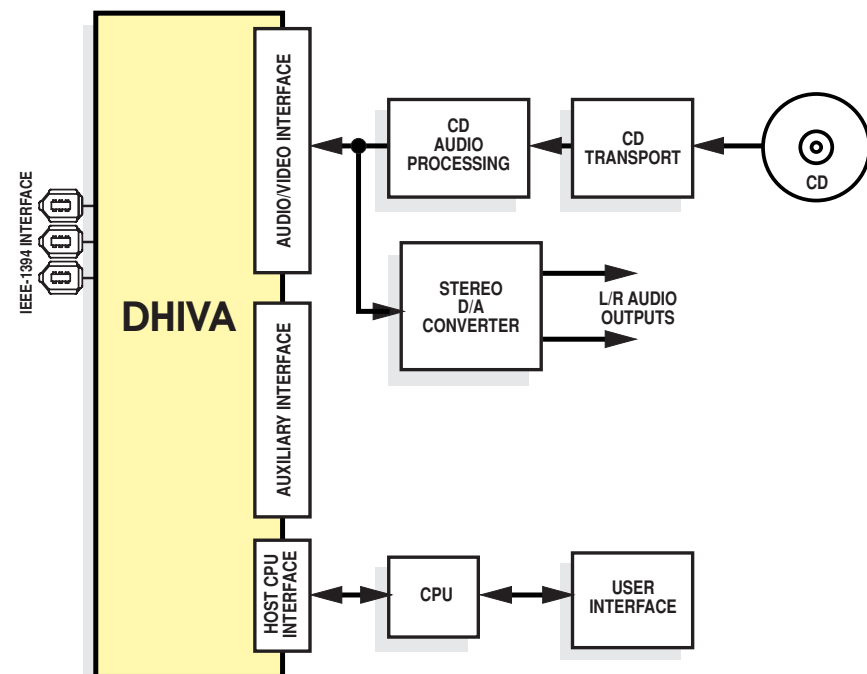 IEEE-1394 INTERFACE
DHIVA
AUDIO/VIDEO INTERFACE
AUXILIARY INTERFACE
HOST CPU
INTERFACE
CD
AUDIO
PROCESSING
CD
TRANSPORT
CD
STEREO
D/A
CONVERTER
L/R AUDIO
OUTPUTS
CPU
USER
INTERFACE